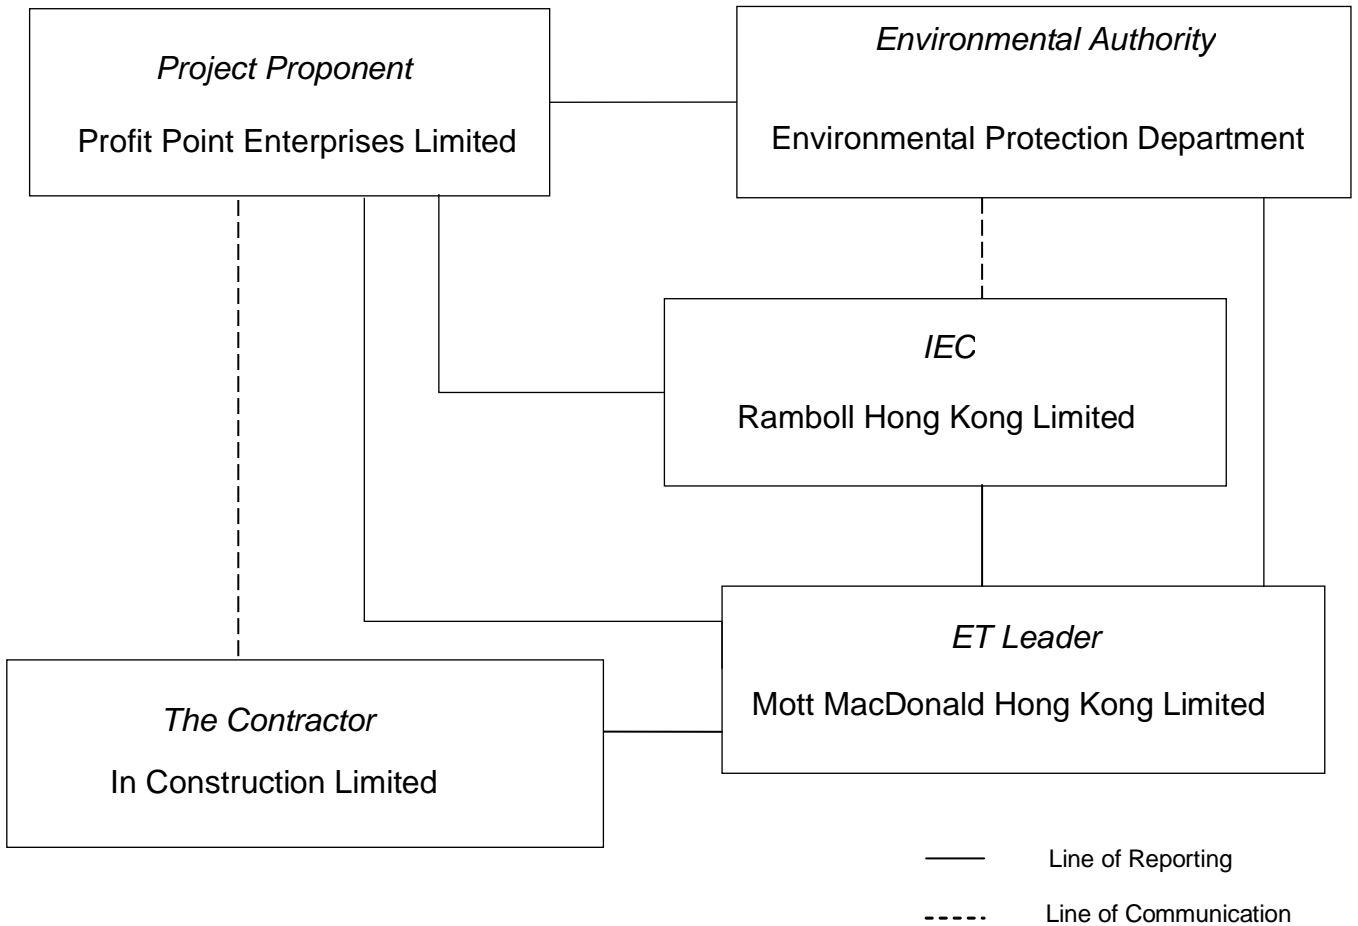 Project Proponent
Profit Point Enterprises Limited
Environmental Authority
Environmental Protection Department
IEC
Ramboll Hong Kong Limited
ET Leader
Mott MacDonald Hong Kong Limited
The Contractor
In Construction Limited
Line of Reporting
Line of Communication